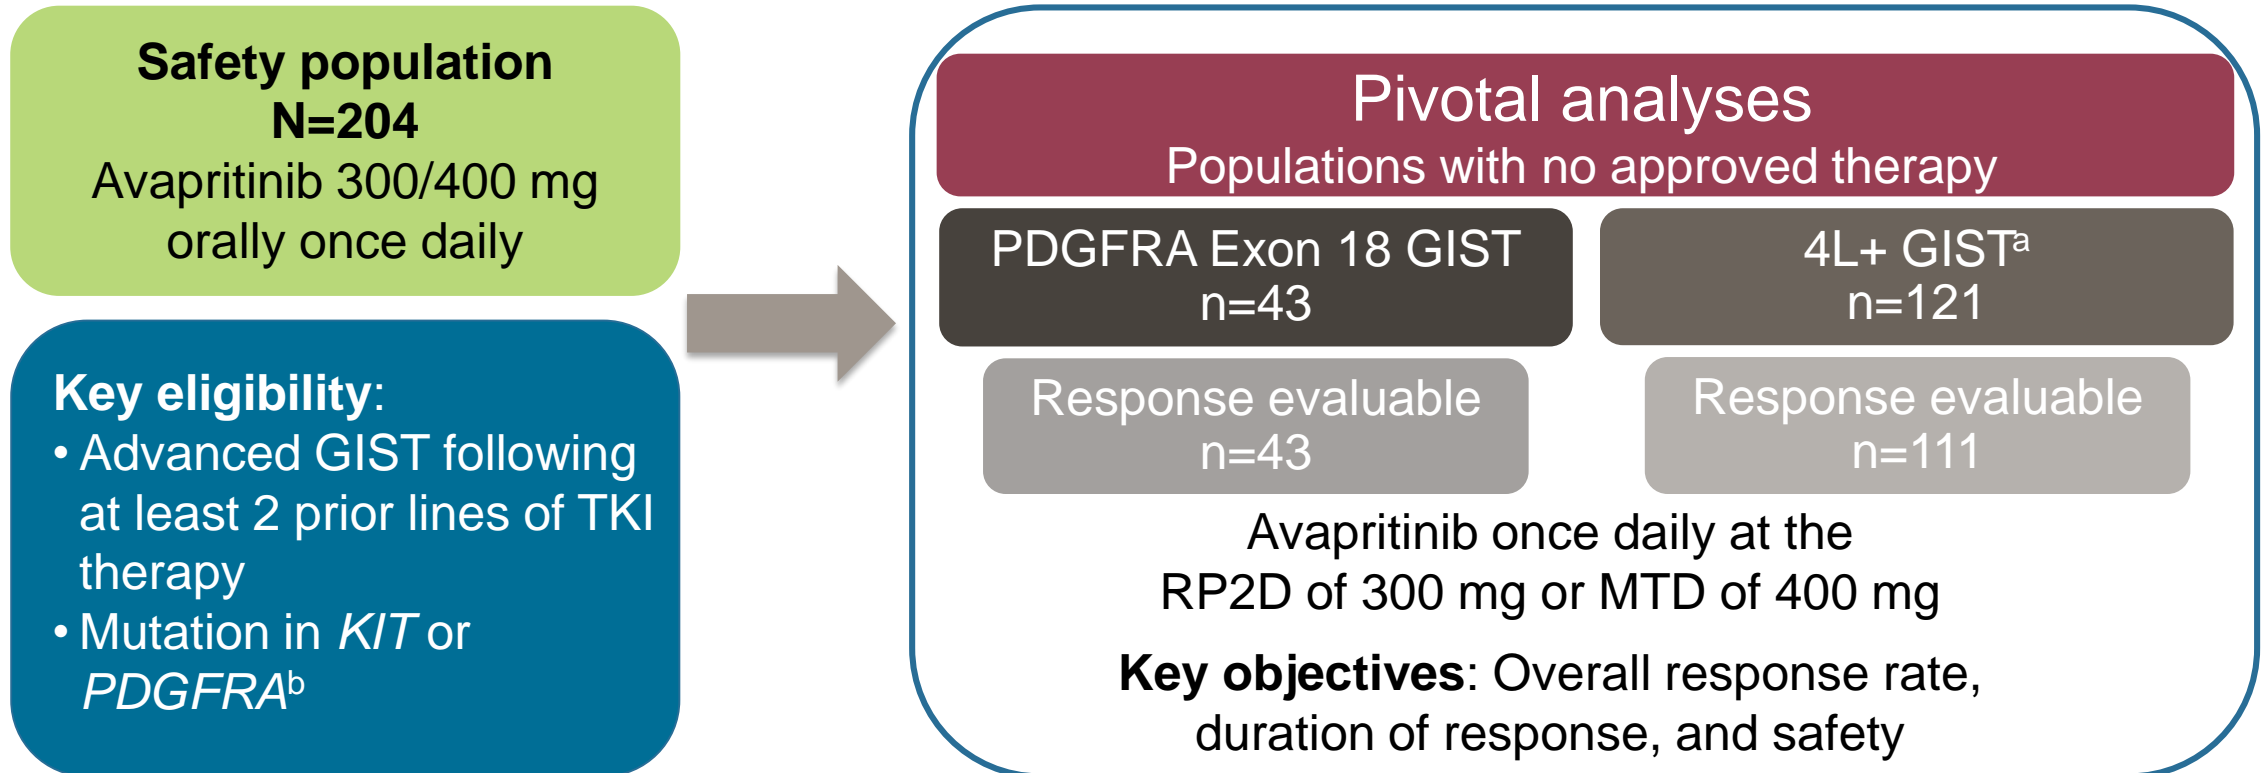 Safety population
N=204
Avapritinib 300/400 mg
orally once daily
Key eligibility:
• Advanced GIST following
at least 2 prior lines of TKI
therapy
• Mutation in KIT or
PDGFRAᵇ
Pivotal analyses
Populations with no approved therapy
PDGFRA Exon 18 GIST
n=43
4L+ GISTᵃ
n=121
Response evaluable
n=43
Response evaluable
n=111
Avapritinib once daily at the
RP2D of 300 mg or MTD of 400 mg
Key objectives: Overall response rate,
duration of response, and safety